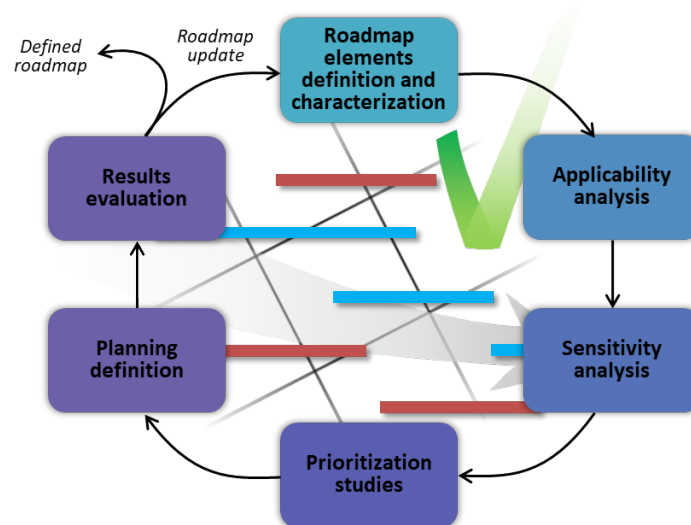 Defined
roadmap
Roadmap
update
Roadmap
elements
definition and
characterization
Applicability
analysis
Sensitivity
analysis
Prioritization
studies
Planning
definition
Results
evaluation